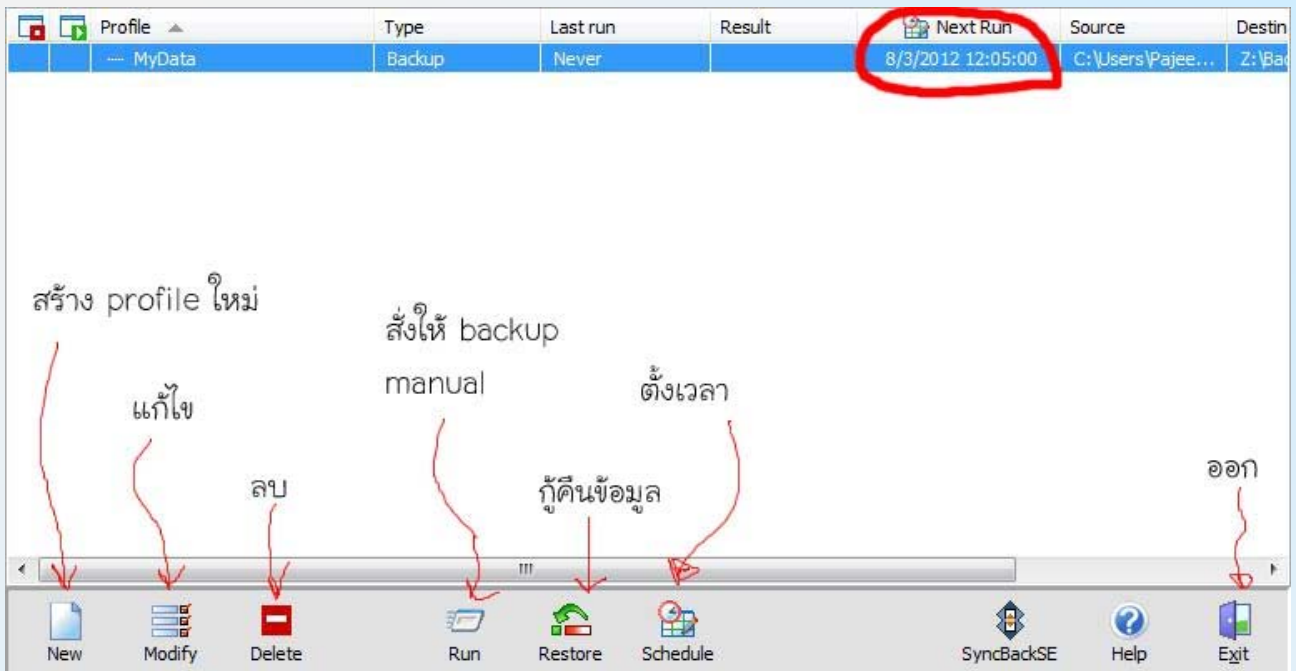 Profile Type Last run Result Next Run Source Destin
MyData Backup Never 8/3/2012 12:05:00 C:\Users\Pajee... Z:\Bac
สร้าง profile ใหม่
สั่งให้ backup
manual
แก้ไข
ตั้งเวลา
ลบ
กู้คืนข้อมูล
ออก
New Modify Delete Run Restore Schedule SyncBackSE Help Exit